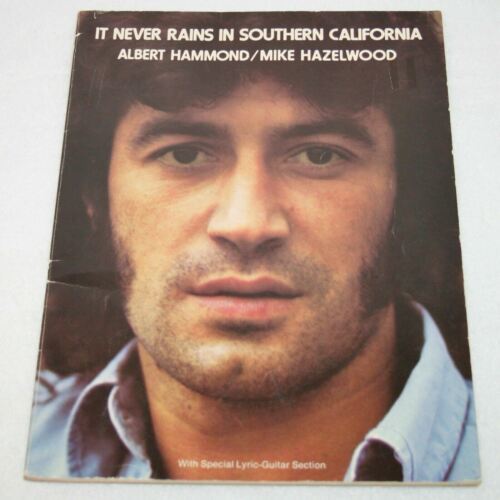 IT NEVER RAINS IN SOUTHERN CALIFORNIA
ALBERT HAMMOND/MIKE HAZELWOOD
With Special Lyric-Guitar Section